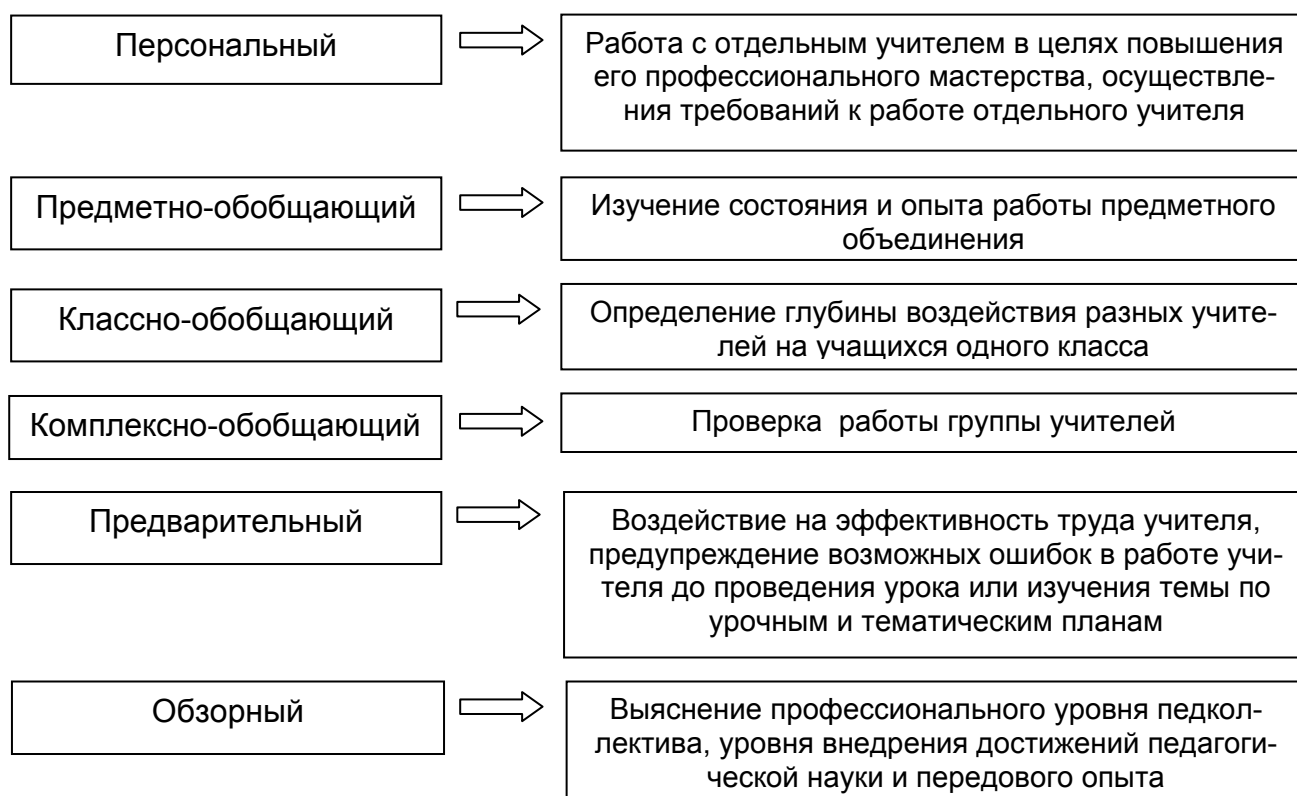 Персональный
Работа с отдельным учителем в целях повышения
его профессионального мастерства, осуществле-
ния требований к работе отдельного учителя
Предметно-обобщающий
Изучение состояния и опыта работы предметного
объединения
Классно-обобщающий
Определение глубины воздействия разных учите-
лей на учащихся одного класса
Комплексно-обобщающий
Проверка работы группы учителей
Предварительный
Воздействие на эффективность труда учителя,
предупреждение возможных ошибок в работе учи-
теля до проведения урока или изучения темы по
урочным и тематическим планам
Обзорный
Выяснение профессионального уровня педкол-
лектива, уровня внедрения достижений педагоги-
ческой науки и передового опыта